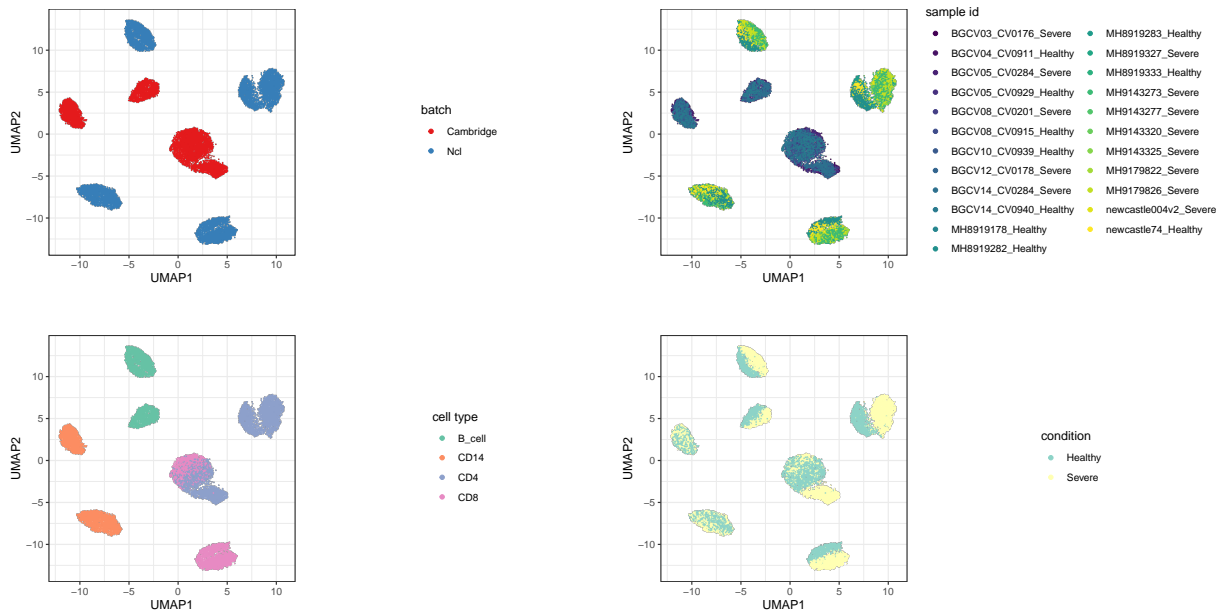 10
5
0
−5
−10
UMAP2
−10 −5 0 5 10
UMAP1
batch
Cambridge
Ncl
10
5
0
−5
−10
UMAP2
−10 −5 0 5 10
UMAP1
sample id
BGCV03_CV0176_Severe
BGCV04_CV0911_Healthy
BGCV05_CV0284_Severe
BGCV05_CV0929_Healthy
BGCV08_CV0201_Severe
BGCV08_CV0915_Healthy
BGCV10_CV0939_Healthy
BGCV12_CV0178_Severe
BGCV14_CV0284_Severe
BGCV14_CV0940_Healthy
MH8919178_Healthy
MH8919282_Healthy
MH8919283_Healthy
MH8919327_Severe
MH8919333_Healthy
MH9143273_Severe
MH9143277_Severe
MH9143320_Severe
MH9143325_Severe
MH9179822_Severe
MH9179826_Severe
newcastle004v2_Severe
newcastle74_Healthy
10
5
0
−5
−10
UMAP2
−10 −5 0 5 10
UMAP1
cell type
B_cell
CD14
CD4
CD8
10
5
0
−5
−10
UMAP2
−10 −5 0 5 10
UMAP1
condition
Healthy
Severe